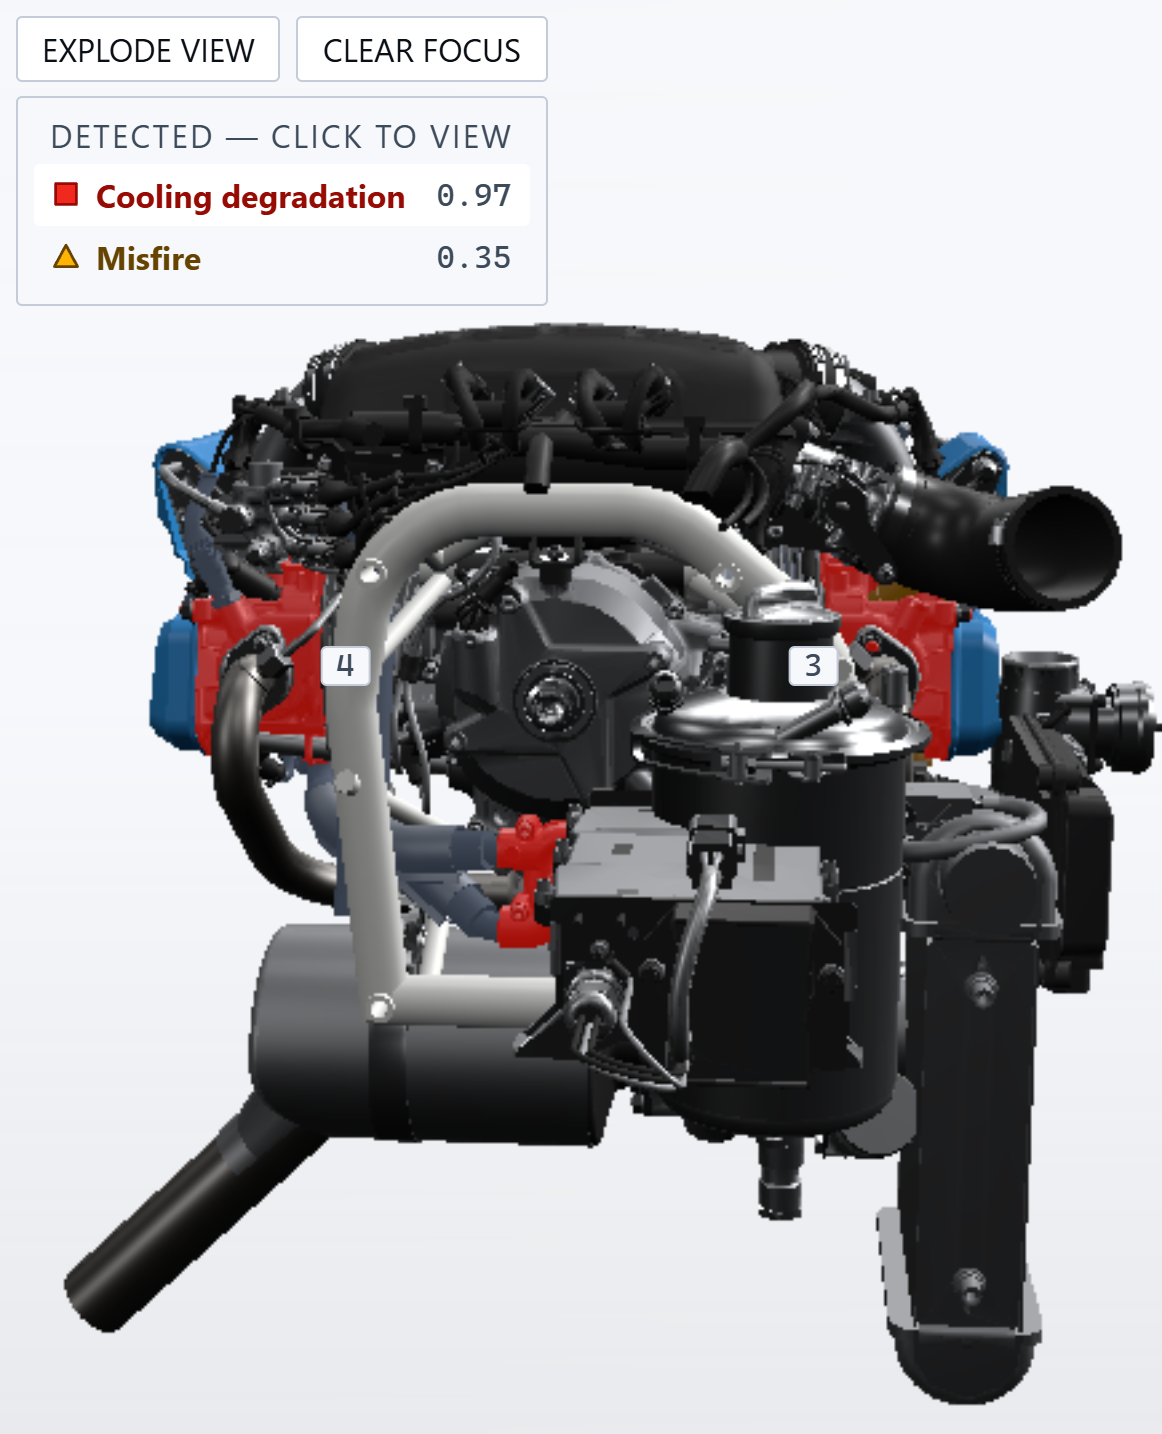 EXPLODE VIEW
CLEAR FOCUS
DETECTED — CLICK TO VIEW
Cooling degradation 0.97
Misfire 0.35
4
3